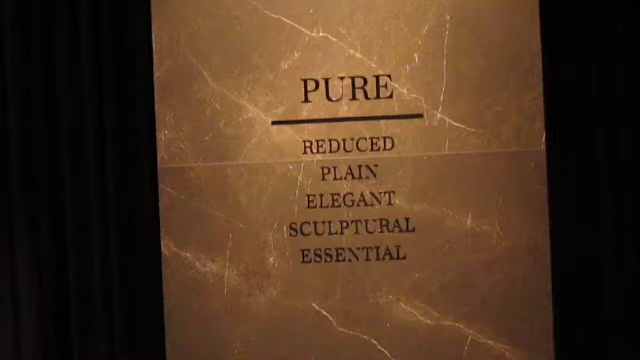 PURE
REDUCED
PLAIN
ELEGANT
SCULPTURAL
ESSENTIAL